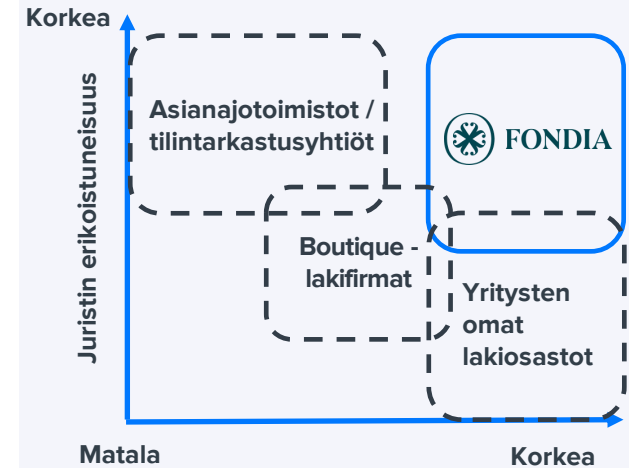 Korkea
Juristin erikoistuneisuus
Asianajotoimistot /
tilintarkastusyhtiöt
FONDIA
Boutique -
lakifirmat
Yritysten
omat
lakiosastot
Matala
Korkea